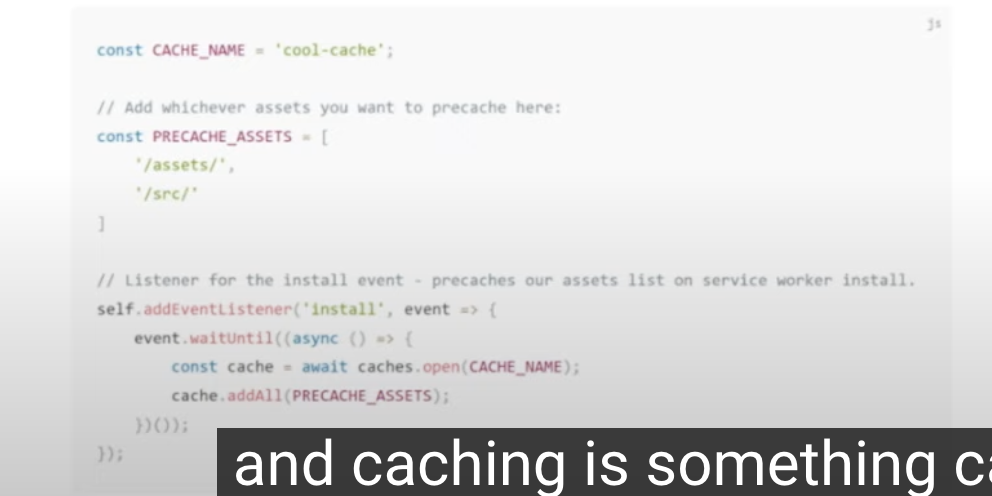 js
const CACHE_NAME = 'cool-cache';
// Add whichever assets you want to precache here:
const PRECACHE_ASSETS = [
    '/assets/',
    '/src/'
]
// Listener for the install event - precaches our assets list on service worker install.
self.addEventListener('install', event => {
    event.waitUntil((async () => {
        const cache = await caches.open(CACHE_NAME);
        cache.addAll(PRECACHE_ASSETS);
    })());
});
and caching is something